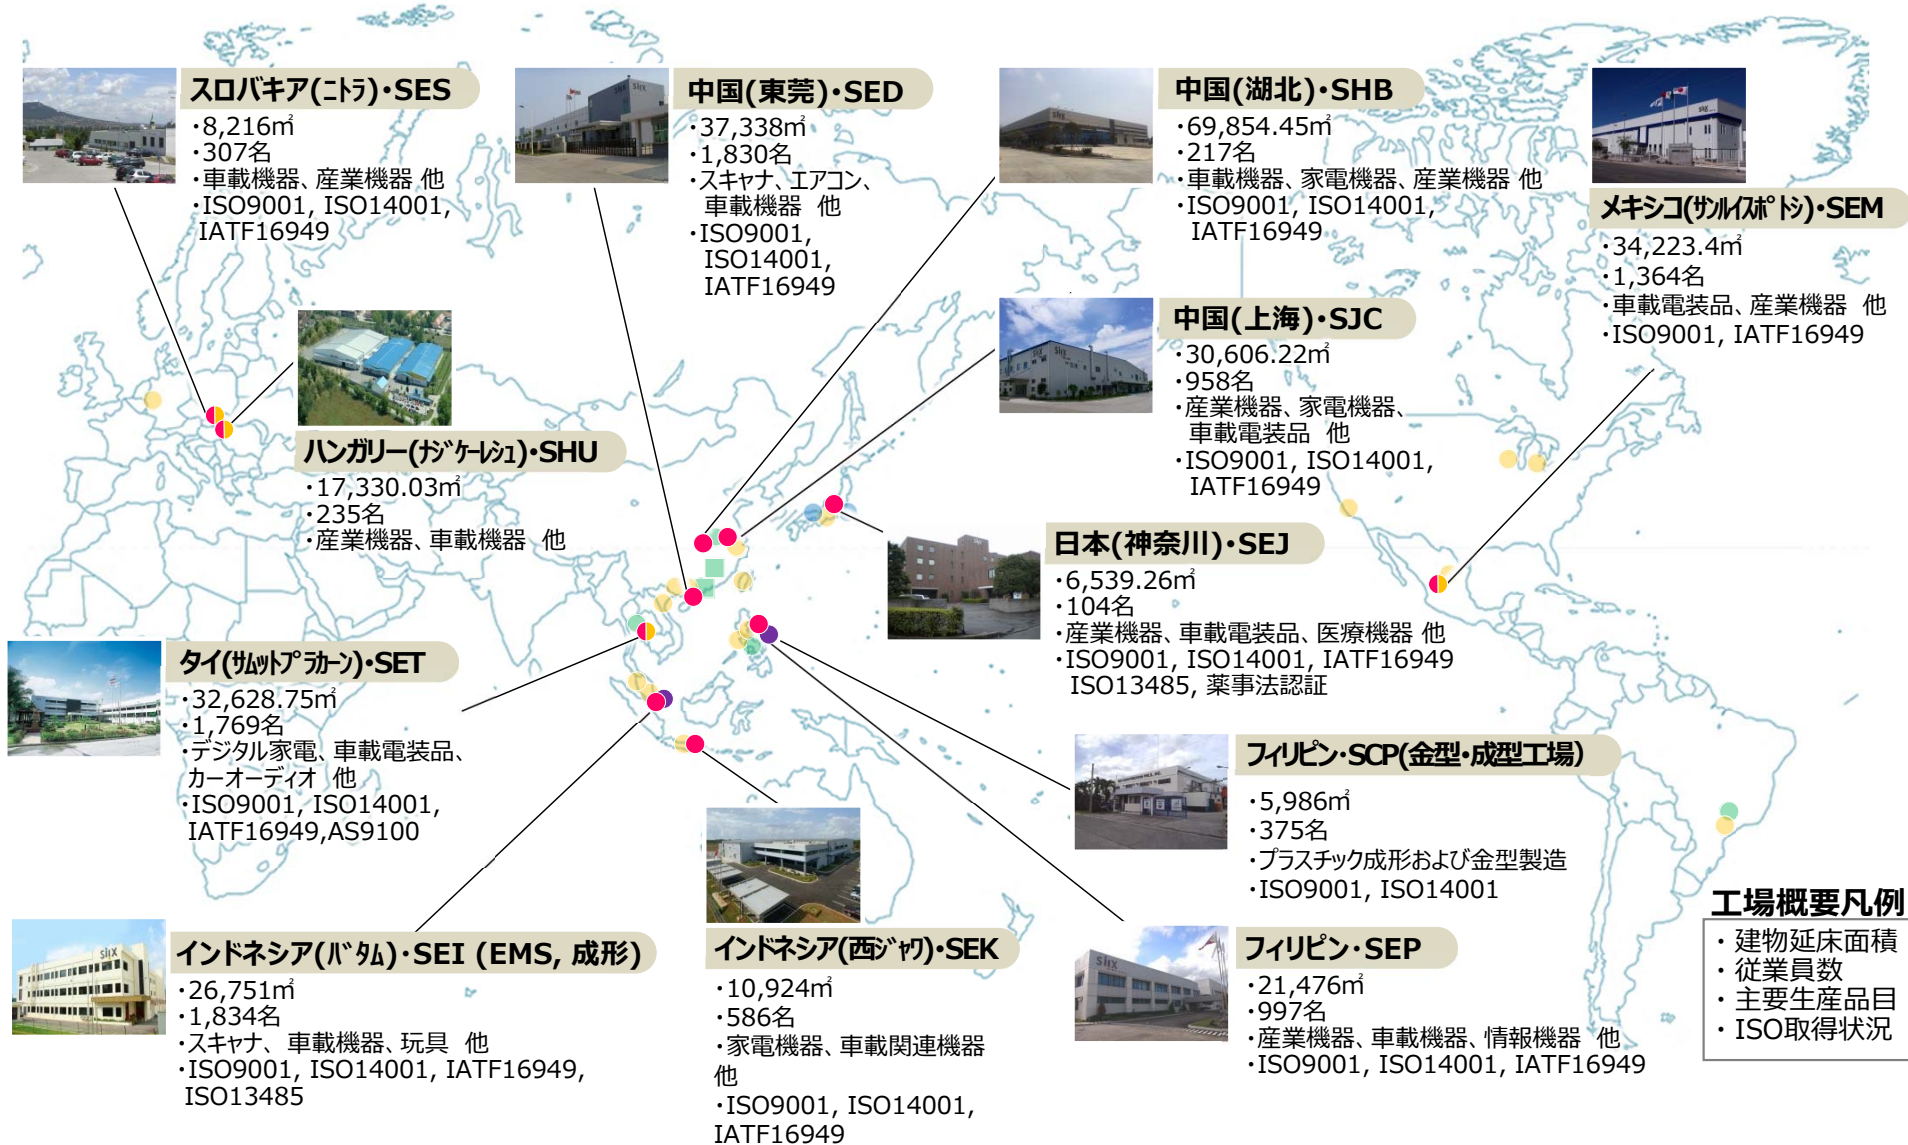 スロバキア(ニトラ)・SES
・8,216㎡
・307名
・車載機器、産業機器 他
・ISO9001, ISO14001,
IATF16949
中国(東莞)・SED
・37,338㎡
・1,830名
・スキャナ、エアコン、
車載機器 他
・ISO9001,
ISO14001,
IATF16949
中国(湖北)・SHB
・69,854.45㎡
・217名
・車載機器、家電機器、産業機器 他
・ISO9001, ISO14001,
IATF16949
メキシコ(サンルイスポトシ)・SEM
・34,223.4㎡
・1,364名
・車載電装品、産業機器 他
・ISO9001, IATF16949
ハンガリー(ナジケーレシュ)・SHU
・17,330.03㎡
・235名
・産業機器、車載機器 他
中国(上海)・SJC
・30,606.22㎡
・958名
・産業機器、家電機器、
車載電装品 他
・ISO9001, ISO14001,
IATF16949
日本(神奈川)・SEJ
・6,539.26㎡
・104名
・産業機器、車載電装品、医療機器 他
・ISO9001, ISO14001, IATF16949
ISO13485, 薬事法認証
タイ(サムットプラカーン)・SET
・32,628.75㎡
・1,769名
・デジタル家電、車載電装品、
カーオーディオ 他
・ISO9001, ISO14001,
IATF16949,AS9100
フィリピン・SCP(金型・成型工場)
・5,986㎡
・375名
・プラスチック成形および金型製造
・ISO9001, ISO14001
インドネシア(バタム)・SEI (EMS, 成形)
・26,751㎡
・1,834名
・スキャナ、車載機器、玩具 他
・ISO9001, ISO14001, IATF16949,
ISO13485
インドネシア(西ジャワ)・SEK
・10,924㎡
・586名
・家電機器、車載関連機器
他
・ISO9001, ISO14001,
IATF16949
フィリピン・SEP
・21,476㎡
・997名
・産業機器、車載機器、情報機器 他
・ISO9001, ISO14001, IATF16949
工場概要凡例
・建物延床面積
・従業員数
・主要生産品目
・ISO取得状況
SIIX
SIIX
SIIX
SIIX